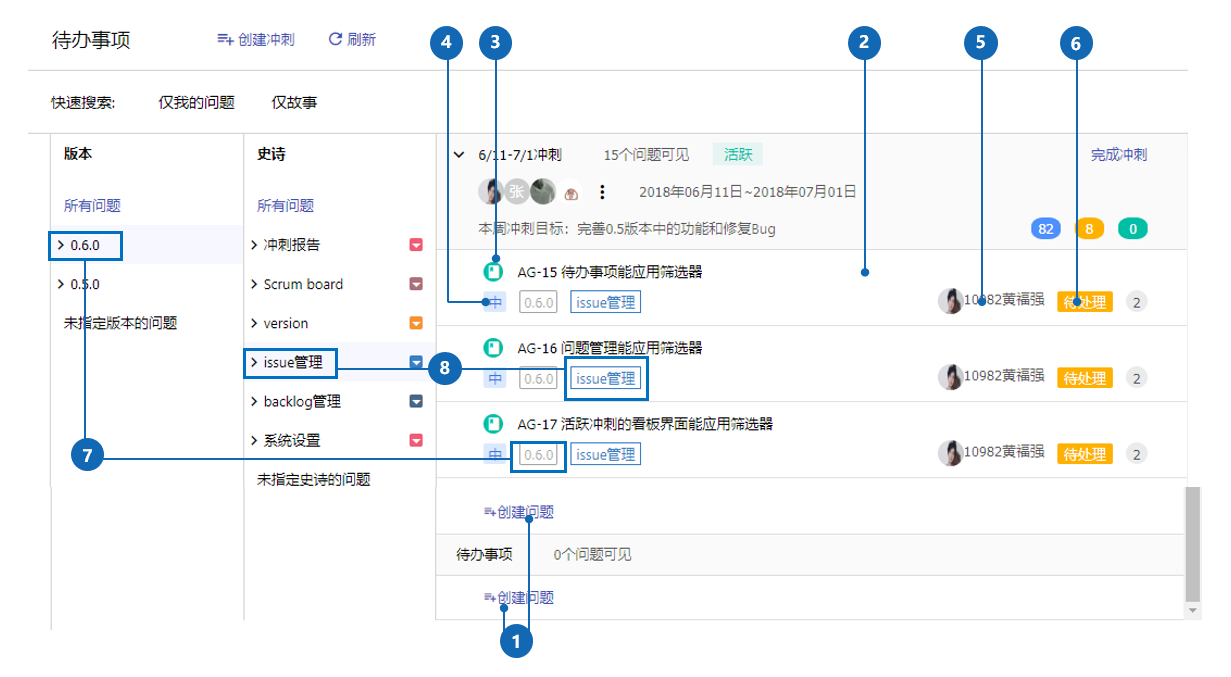 待办事项 创建冲刺 刷新
4 3 2 5 6
快速搜索: 仅我的问题 仅故事
版本
所有问题
0.6.0
0.5.0
未指定版本的问题
7
史诗
所有问题
冲刺报告
Scrum board
version
issue管理
backlog管理
系统设置
未指定史诗的问题
8
6/11-7/1冲刺 15个问题可见 活跃 完成冲刺
张 2018年06月11日~2018年07月01日
本周冲刺目标：完善0.5版本中的功能和修复Bug 82 8 0
AG-15 待办事项能应用筛选器
中 0.6.0 issue管理 10982黄福强 待处理 2
AG-16 问题管理能应用筛选器
中 0.6.0 issue管理 10982黄福强 待处理 2
AG-17 活跃冲刺的看板界面能应用筛选器
中 0.6.0 issue管理 10982黄福强 待处理 2
创建问题
待办事项 0个问题可见
创建问题
1